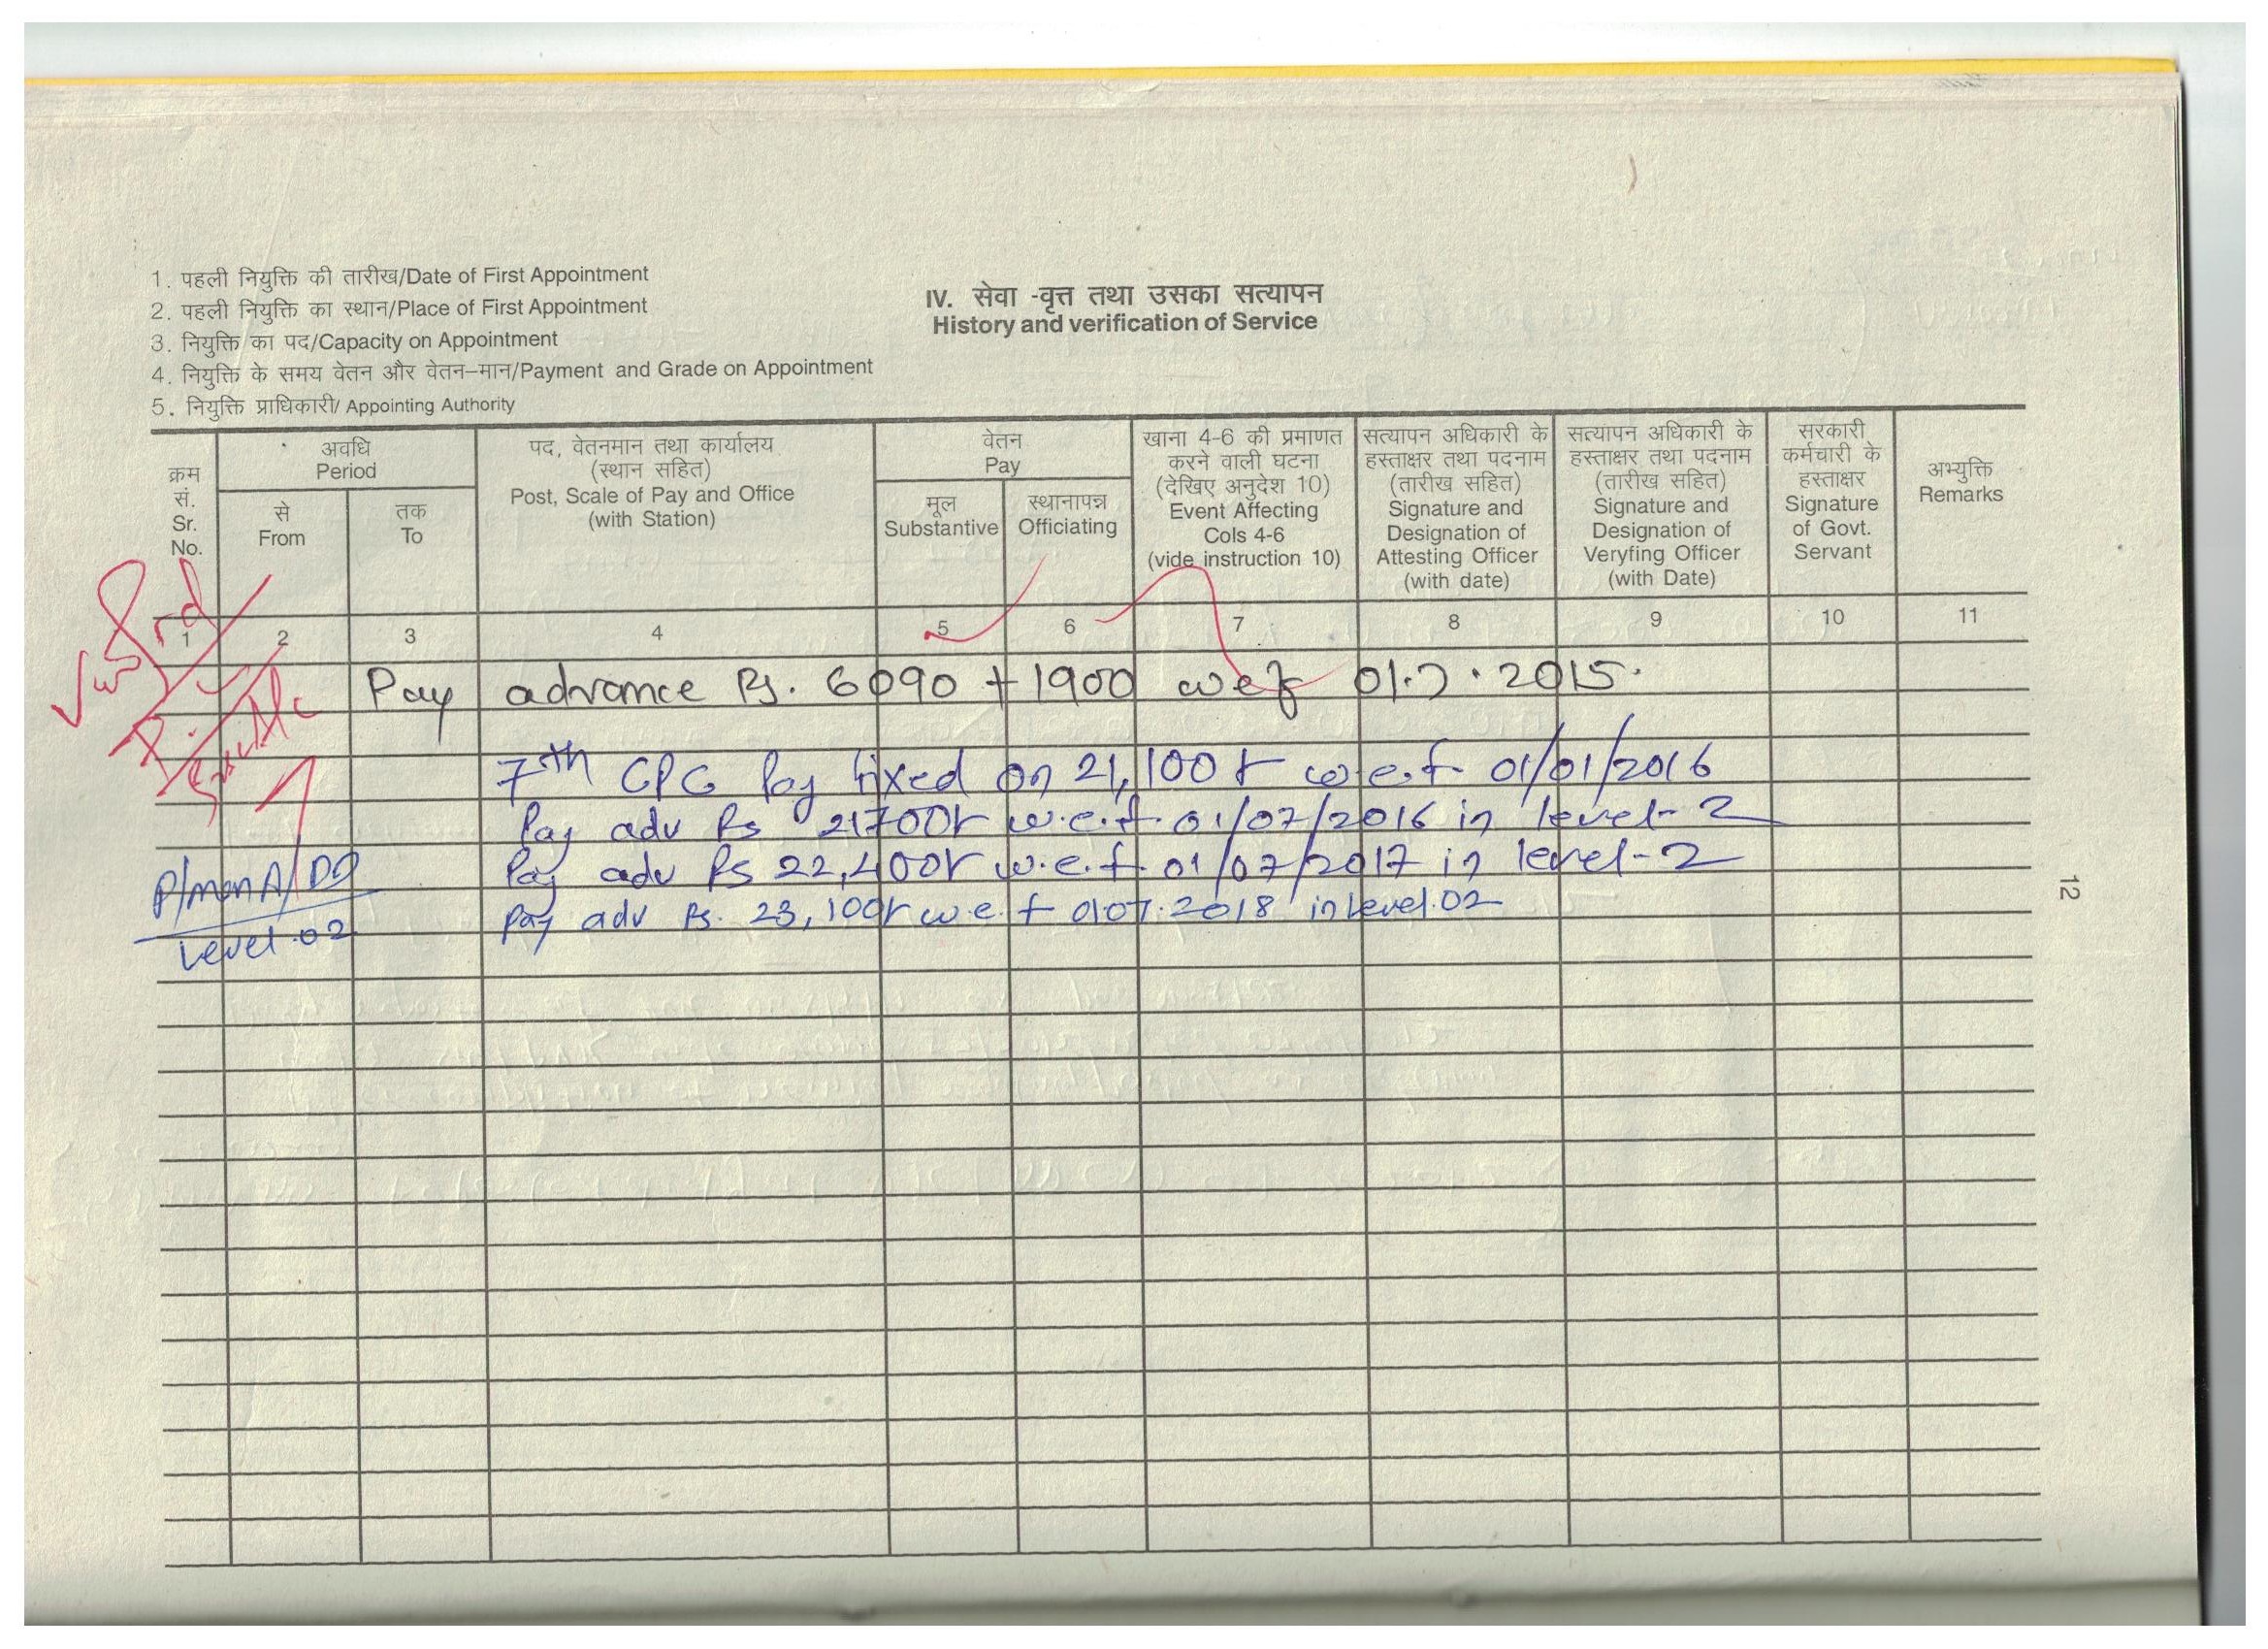 1. पहली नियुक्ति की तारीख/Date of First Appointment
2. पहली नियुक्ति का स्थान/Place of First Appointment
3. नियुक्ति का पद/Capacity on Appointment
4. नियुक्ति के समय वेतन और वेतन-मान/Payment and Grade on Appointment
5. नियुक्ति प्राधिकारी/ Appointing Authority
IV. सेवा -वृत्त तथा उसका सत्यापन
History and verification of Service
क्रम
सं.
Sr.
No.
अवधि
Period
से
From
तक
To
पद, वेतनमान तथा कार्यालय
(स्थान सहित)
Post, Scale of Pay and Office
(with Station)
वेतन
Pay
मूल
Substantive
स्थानापन्न
Officiating
खाना 4-6 की प्रमाणत
करने वाली घटना
(देखिए अनुदेश 10)
Event Affecting
Cols 4-6
(vide instruction 10)
सत्यापन अधिकारी के
हस्ताक्षर तथा पदनाम
(तारीख सहित)
Signature and
Designation of
Attesting Officer
(with date)
सत्यापन अधिकारी के
हस्ताक्षर तथा पदनाम
(तारीख सहित)
Signature and
Designation of
Veryfing Officer
(with Date)
सरकारी
कर्मचारी के
हस्ताक्षर
Signature
of Govt.
Servant
अभ्युक्ति
Remarks
1 2 3 4 5 6 7 8 9 10 11
Pay advance Rs. 6090 + 1900 wef 01.7.2015.
7th CPC Pay fixed on 21,100/- w.e.f. 01/01/2016
Pay adv Rs 21700/- w.e.f. 01/07/2016 in level-2
Pay adv Rs 22,400/- w.e.f. 01/07/2017 in level-2
P/man A/
Pay adv Rs. 23,100/- w.e.f 01.07.2018 in Level.02
Level.02
12